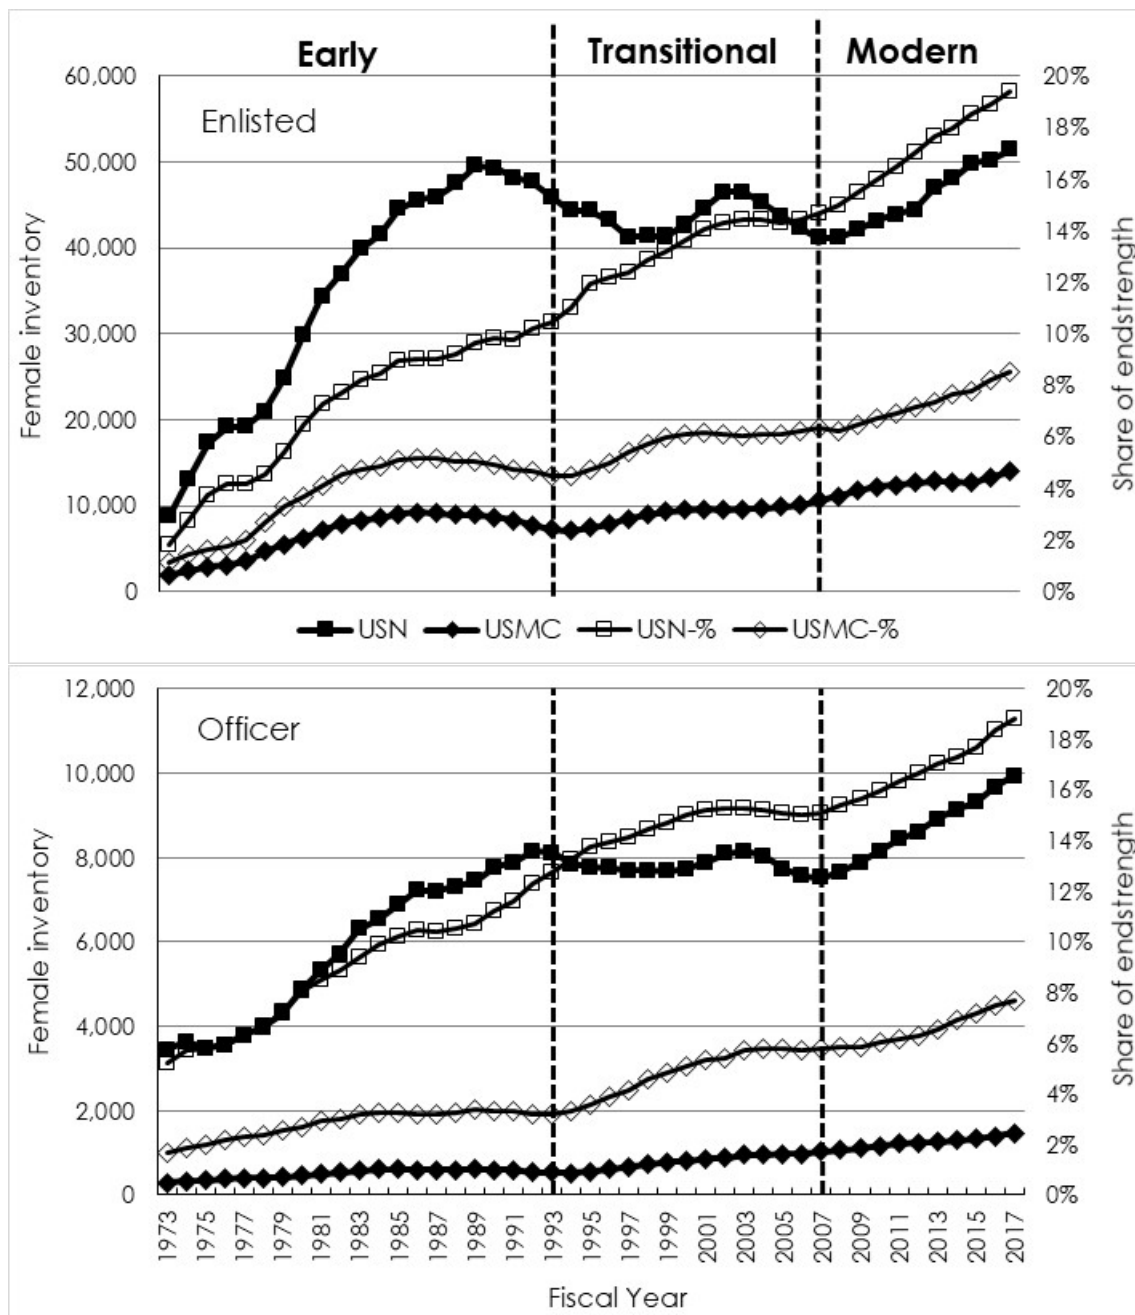 Early Transitional Modern
60,000 20%
Enlisted
18%
50,000
16%
40,000 14%
12%
30,000
10%
8%
20,000
6%
10,000 4%
2%
0 0%
Female inventory
Share of endstrength
USN USMC USN-% USMC-%
12,000 20%
Officer
18%
10,000
16%
8,000 14%
12%
6,000
10%
8%
4,000
6%
2,000 4%
2%
0 0%
Female inventory
Share of endstrength
1973 1975 1977 1979 1981 1983 1985 1987 1989 1991 1993 1995 1997 1999 2001 2003 2005 2007 2009 2011 2013 2015 2017
Fiscal Year